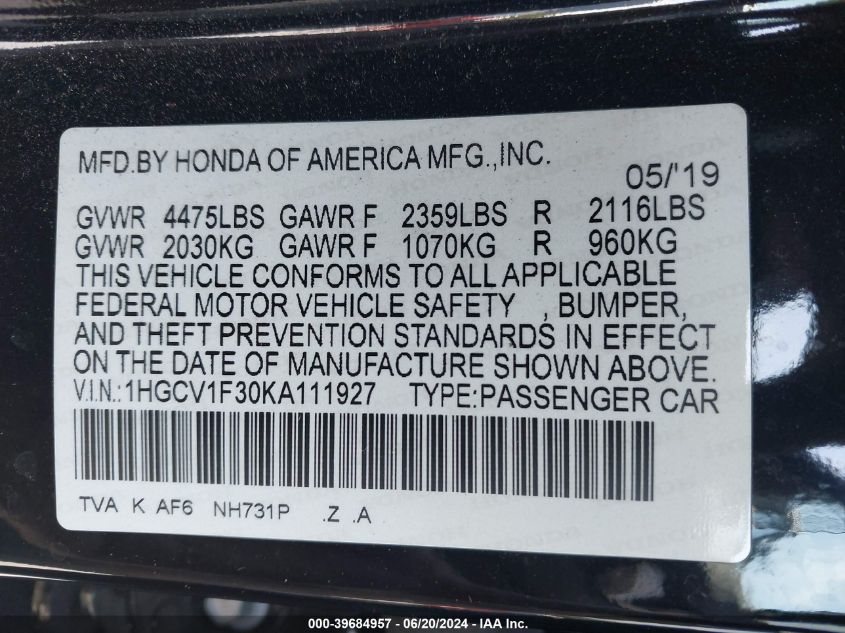 MFD.BY HONDA OF AMERICA MFG.,INC.
05/'19
GVWR 4475LBS GAWR F 2359LBS R 2116LBS
GVWR 2030KG GAWR F 1070KG R 960KG
THIS VEHICLE CONFORMS TO ALL APPLICABLE
FEDERAL MOTOR VEHICLE SAFETY , BUMPER,
AND THEFT PREVENTION STANDARDS IN EFFECT
ON THE DATE OF MANUFACTURE SHOWN ABOVE.
V.I.N.:1HGCV1F30KA111927 TYPE:PASSENGER CAR
TVA K AF6 NH731P .Z .A
000-39684957 - 06/20/2024 - IAA Inc.